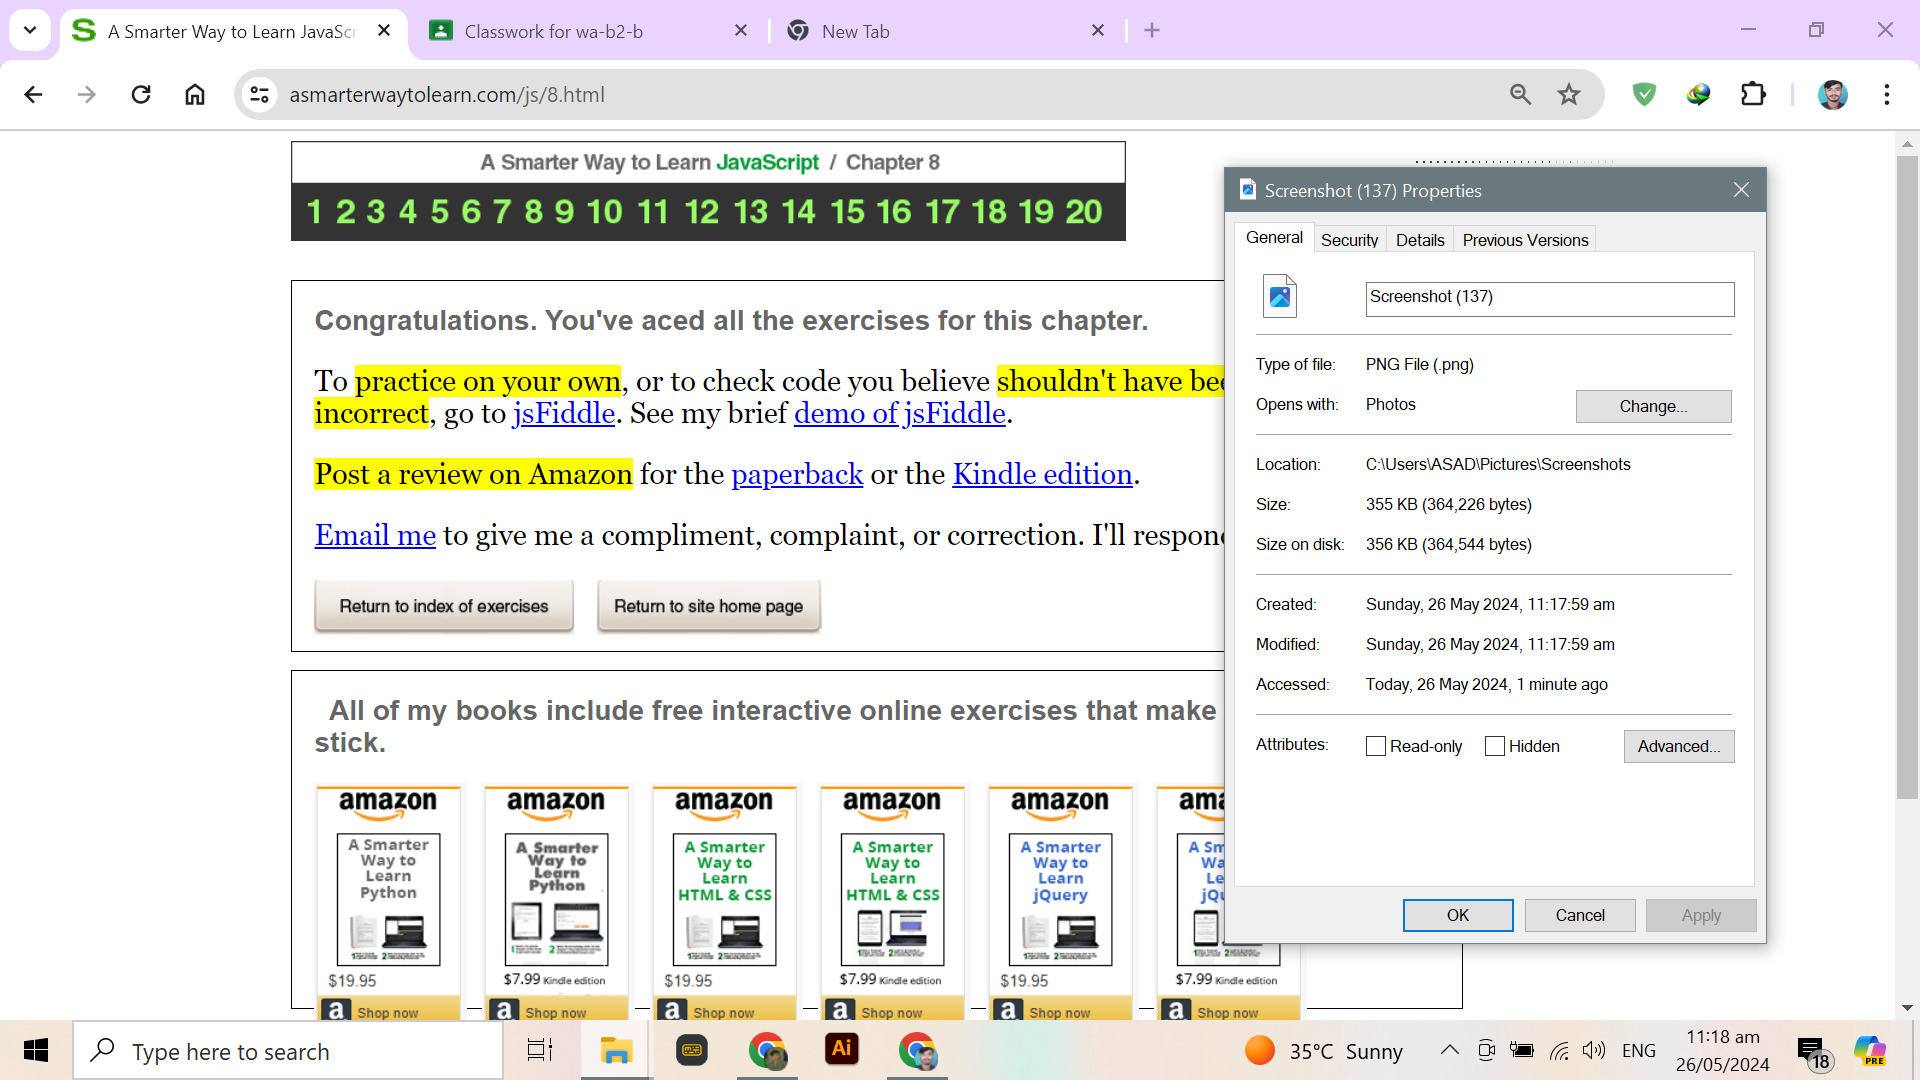 A Smarter Way to Learn JavaScr
Classwork for wa-b2-b
New Tab
asmarterwaytolearn.com/js/8.html
A Smarter Way to Learn JavaScript / Chapter 8
1 2 3 4 5 6 7 8 9 10 11 12 13 14 15 16 17 18 19 20
Congratulations. You've aced all the exercises for this chapter.
To practice on your own, or to check code you believe shouldn't have bee
incorrect, go to jsFiddle. See my brief demo of jsFiddle.
Post a review on Amazon for the paperback or the Kindle edition.
Email me to give me a compliment, complaint, or correction. I'll respon
Return to index of exercises
Return to site home page
All of my books include free interactive online exercises that make
stick.
amazon
A Smarter
Way to
Learn
Python
$19.95
Shop now
amazon
A Smarter
Way to
Learn
Python
$7.99 Kindle edition
Shop now
amazon
A Smarter
Way to
Learn
HTML & CSS
$19.95
Shop now
amazon
A Smarter
Way to
Learn
HTML & CSS
$7.99 Kindle edition
Shop now
amazon
A Smarter
Way to
Learn
jQuery
$19.95
Shop now
$7.99 Kindle edition
Shop now
Screenshot (137) Properties
General
Security
Details
Previous Versions
Screenshot (137)
Type of file: PNG File (.png)
Opens with: Photos
Change...
Location: C:\Users\ASAD\Pictures\Screenshots
Size: 355 KB (364,226 bytes)
Size on disk: 356 KB (364,544 bytes)
Created: Sunday, 26 May 2024, 11:17:59 am
Modified: Sunday, 26 May 2024, 11:17:59 am
Accessed: Today, 26 May 2024, 1 minute ago
Attributes: Read-only Hidden
Advanced...
OK
Cancel
Apply
Type here to search
Ai
35°C Sunny
ENG
11:18 am
26/05/2024
18
PRE